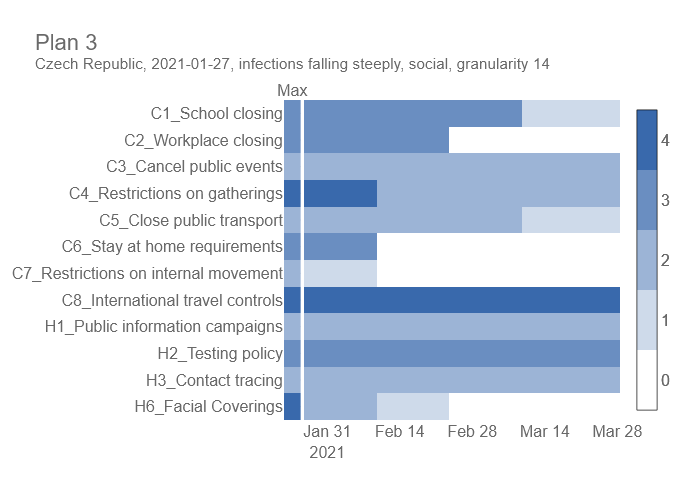 Plan 3
Czech Republic, 2021-01-27, infections falling steeply, social, granularity 14
Max
C1_School closing
C2_Workplace closing
C3_Cancel public events
C4_Restrictions on gatherings
C5_Close public transport
C6_Stay at home requirements
C7_Restrictions on internal movement
C8_International travel controls
H1_Public information campaigns
H2_Testing policy
H3_Contact tracing
H6_Facial Coverings
Jan 31 Feb 14 Feb 28 Mar 14 Mar 28
2021
4
3
2
1
0